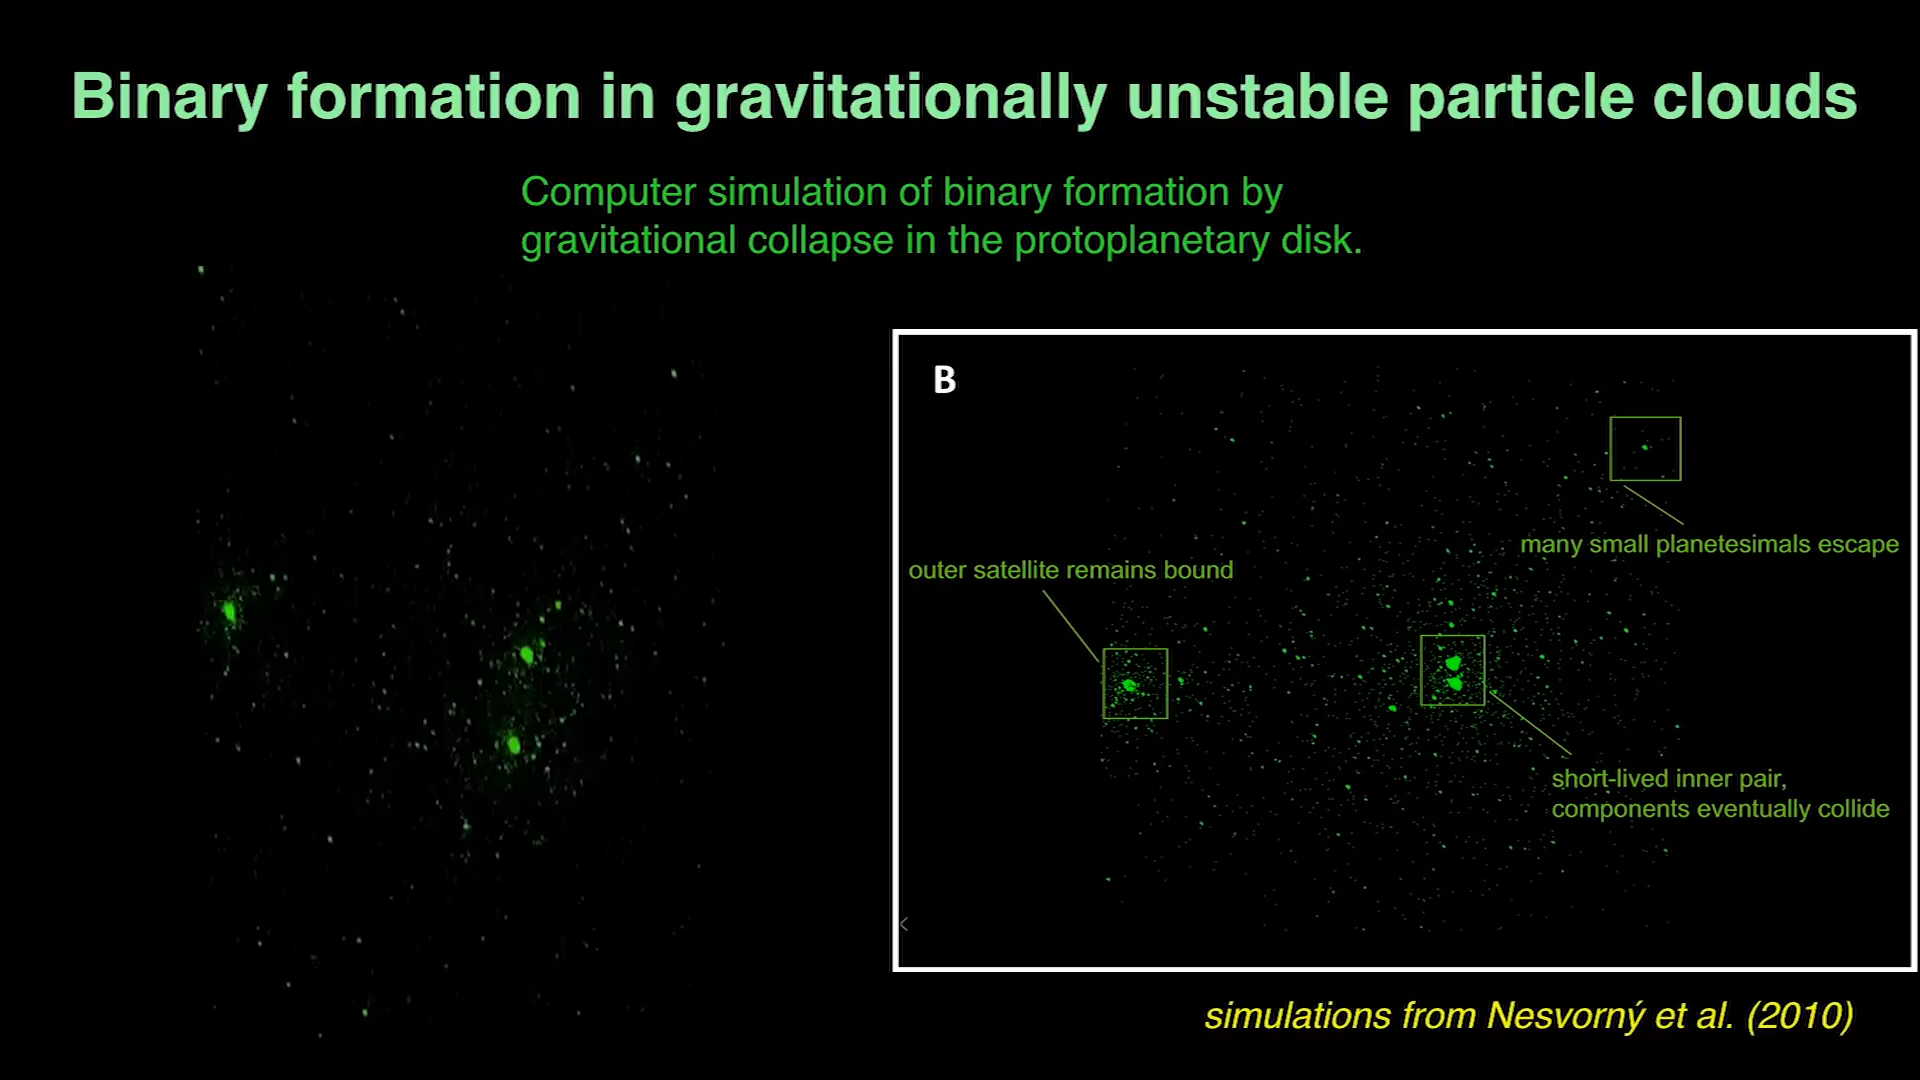 Binary formation in gravitationally unstable particle clouds
Computer simulation of binary formation by
gravitational collapse in the protoplanetary disk.
B
many small planetesimals escape
outer satellite remains bound
short-lived inner pair,
components eventually collide
simulations from Nesvorný et al. (2010)